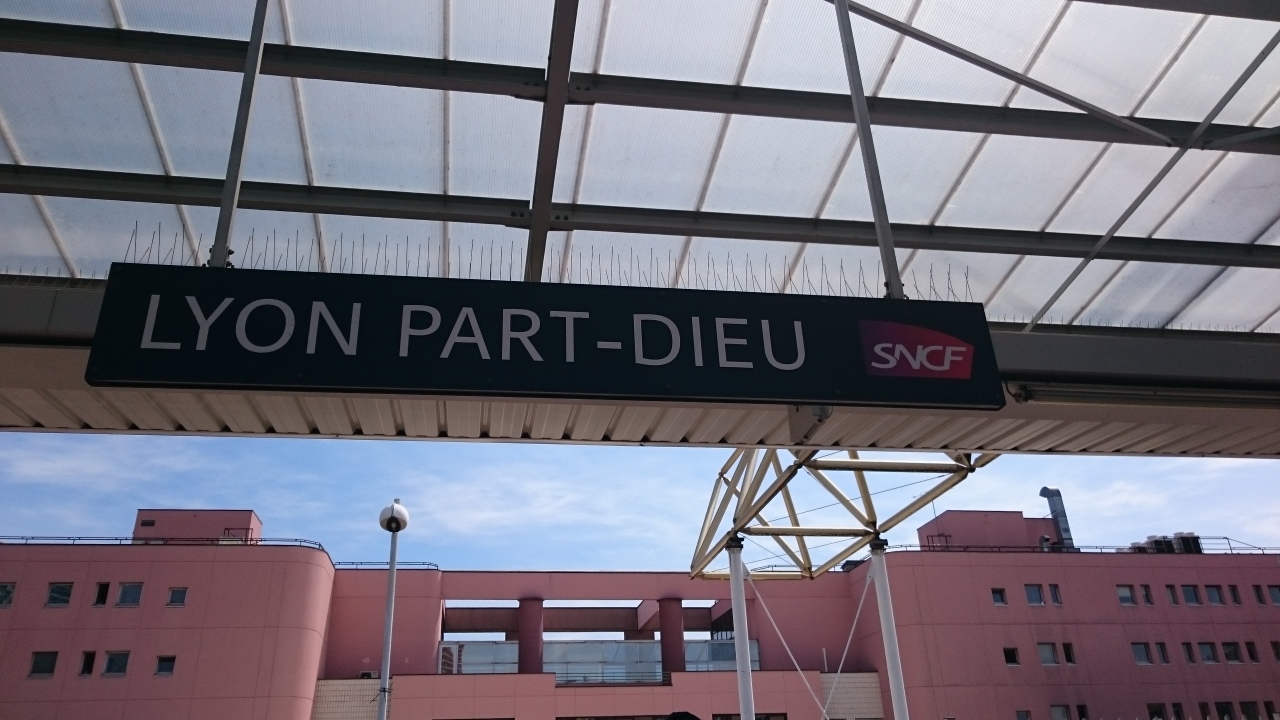 LYON PART-DIEU
SNCF